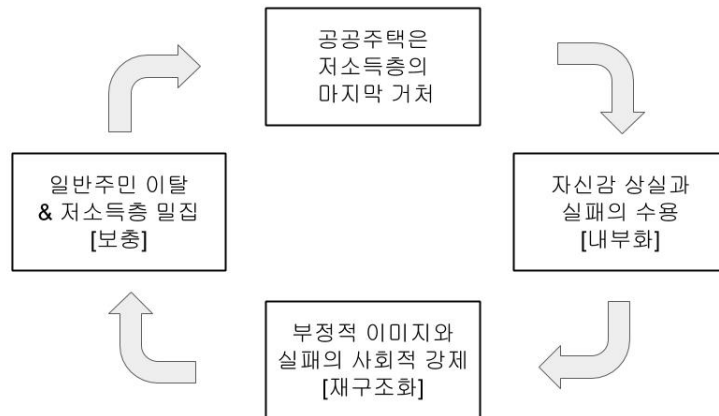 공공주택은
저소득층의
마지막 거처
자신감 상실과
실패의 수용
[내부화]
부정적 이미지와
실패의 사회적 강제
[재구조화]
일반주민 이탈
& 저소득층 밀집
[보충]